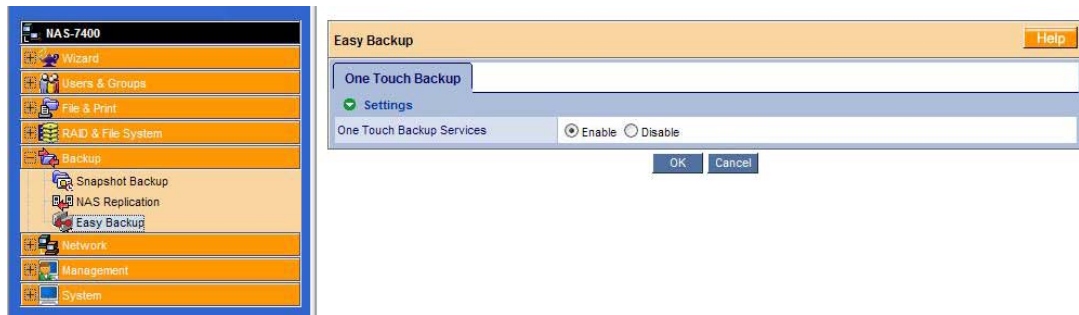 NAS-7400
Wizard
Users & Groups
File & Print
RAID & File System
Backup
Snapshot Backup
NAS Replication
Easy Backup
Network
Management
System
Easy Backup
Help
One Touch Backup
Settings
One Touch Backup Services Enable Disable
OK Cancel